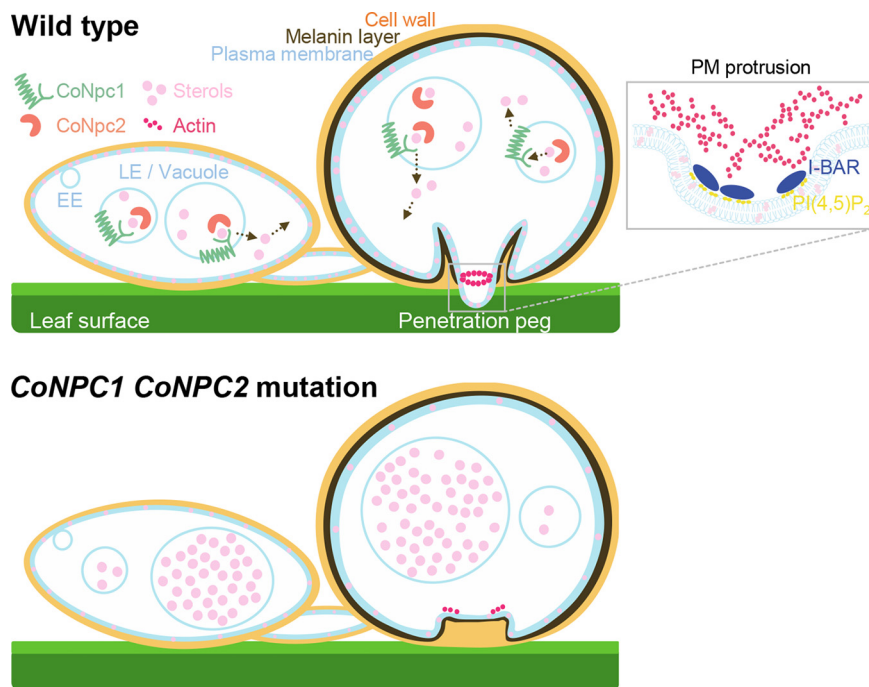 Wild type
Cell wall
Melanin layer
Plasma membrane
CoNpc1
Sterols
CoNpc2
Actin
LE / Vacuole
EE
PM protrusion
I-BAR
PI(4,5)P2
Leaf surface
Penetration peg
CoNPC1 CoNPC2 mutation